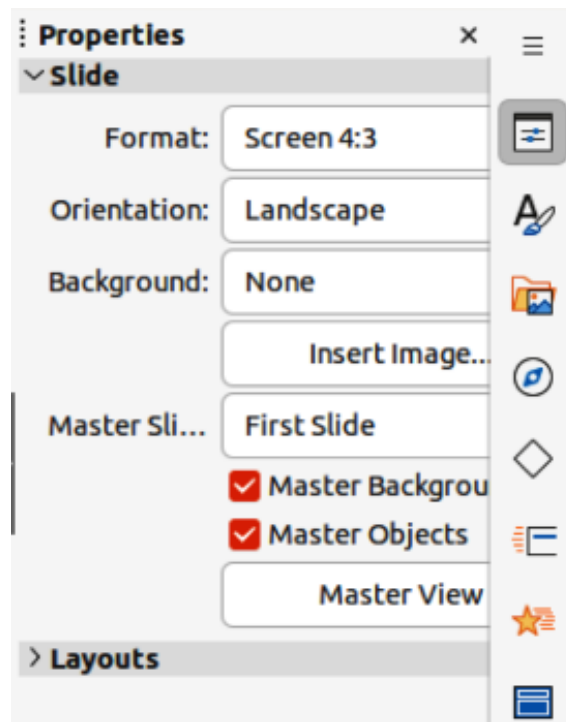 Properties
Slide
Format: Screen 4:3
Orientation: Landscape
Background: None
Insert Image...
Master Sli... First Slide
Master Backgrou
Master Objects
Master View
Layouts